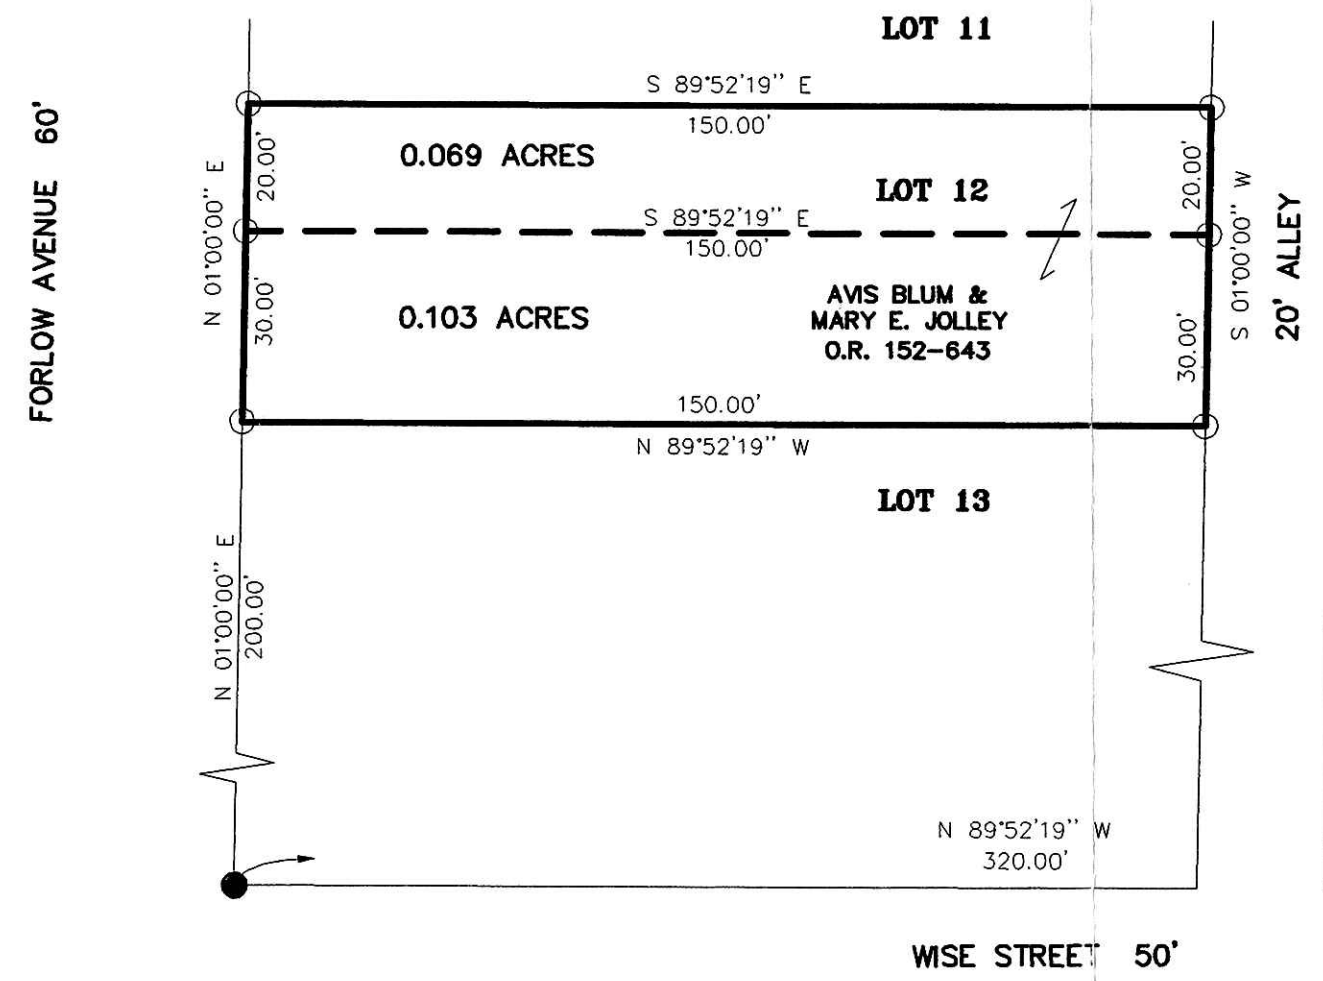 LOT 11
S 89°52'19" E
150.00'
FORLOW AVENUE 60'
N 01°00'00" E
20.00'
0.069 ACRES
LOT 12
20.00'
S 01°00'00" W
20' ALLEY
S 89°52'19" E
150.00'
30.00'
0.103 ACRES
AVIS BLUM &
MARY E. JOLLEY
O.R. 152-643
30.00'
150.00'
N 89°52'19" W
LOT 13
N 01°00'00" E
200.00'
N 89°52'19" W
320.00'
WISE STREET 50'